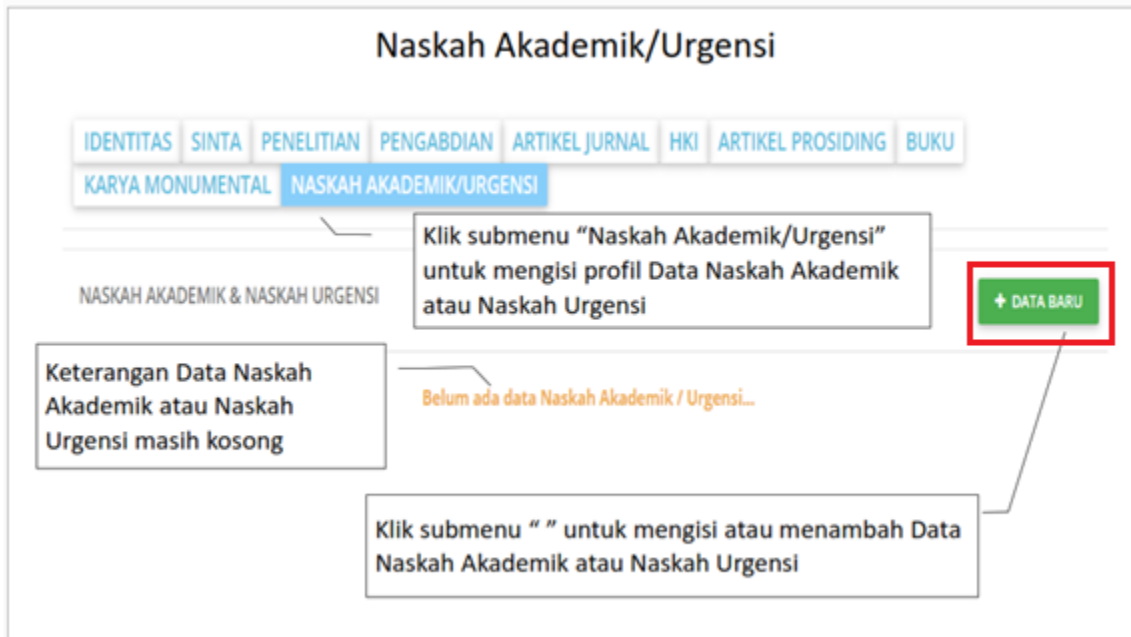 Naskah Akademik/Urgensi
IDENTITAS SINTA PENELITIAN PENGABDIAN ARTIKEL JURNAL HKI ARTIKEL PROSIDING BUKU
KARYA MONUMENTAL NASKAH AKADEMIK/URGENSI
Klik submenu “Naskah Akademik/Urgensi”
untuk mengisi profil Data Naskah Akademik
atau Naskah Urgensi
NASKAH AKADEMIK & NASKAH URGENSI
+ DATA BARU
Keterangan Data Naskah
Akademik atau Naskah
Urgensi masih kosong
Belum ada data Naskah Akademik / Urgensi...
Klik submenu “ ” untuk mengisi atau menambah Data
Naskah Akademik atau Naskah Urgensi